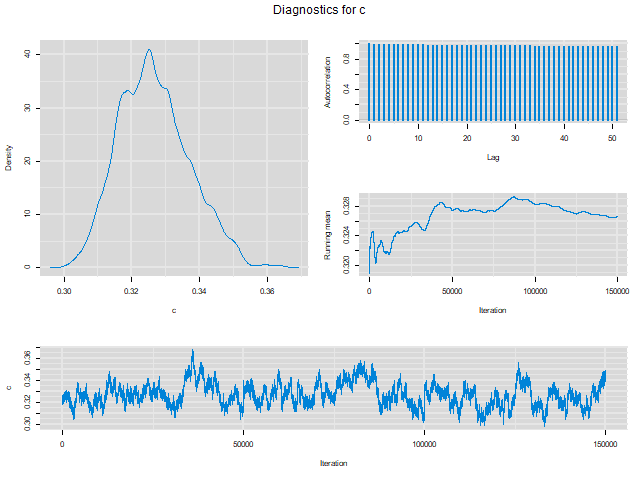 Diagnostics for c
Density
40
30
20
10
0
0.30 0.32 0.34 0.36
c
Autocorrelation
0.8
0.4
0.0
0 10 20 30 40 50
Lag
Running mean
0.328
0.324
0.320
0 50000 100000 150000
Iteration
c
0.36
0.34
0.32
0.30
0 50000 100000 150000
Iteration